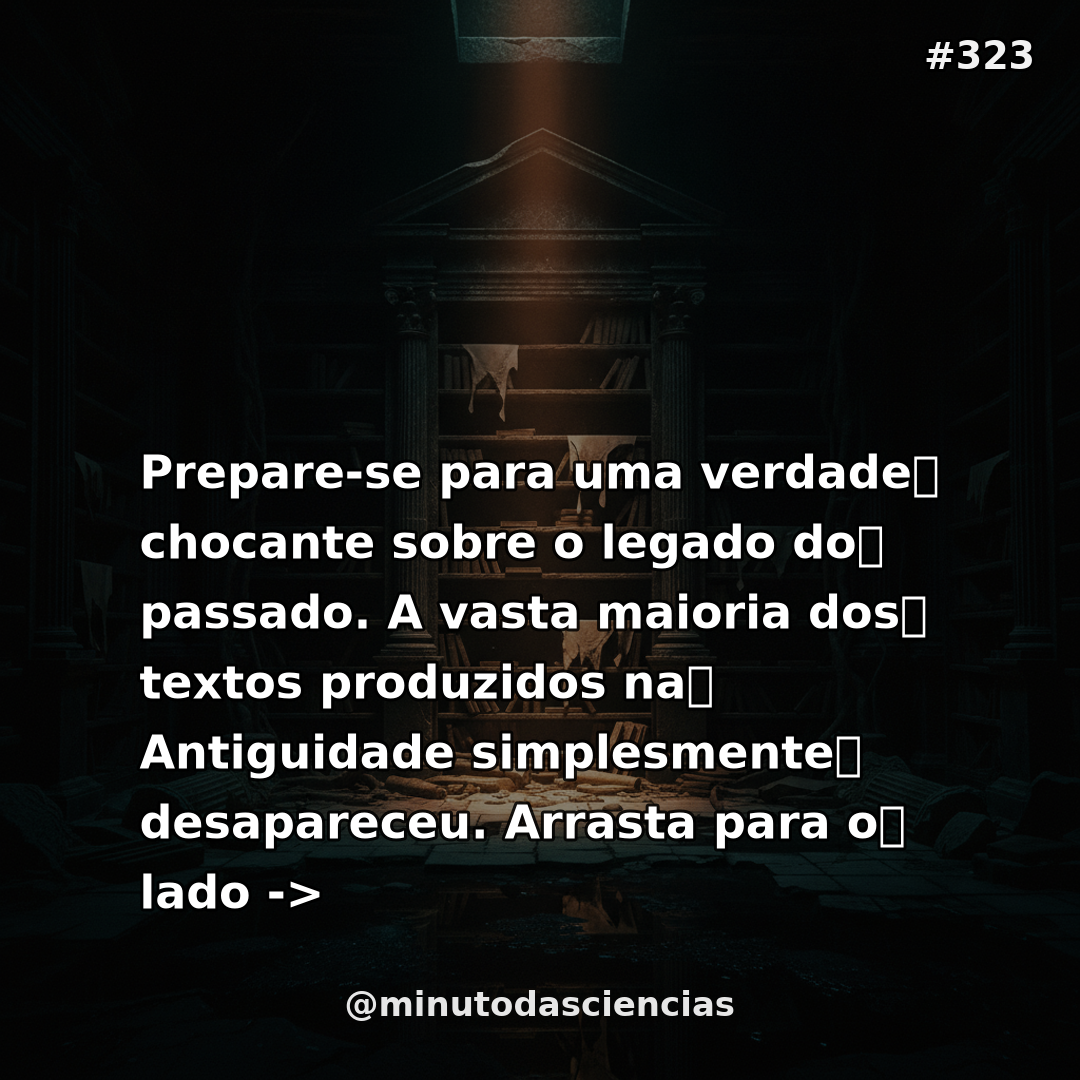 #323
Prepare-se para uma verdade
chocante sobre o legado do
passado. A vasta maioria dos
textos produzidos na
Antiguidade simplesmente
desapareceu. Arrasta para o
lado ->
@minutodasciencias